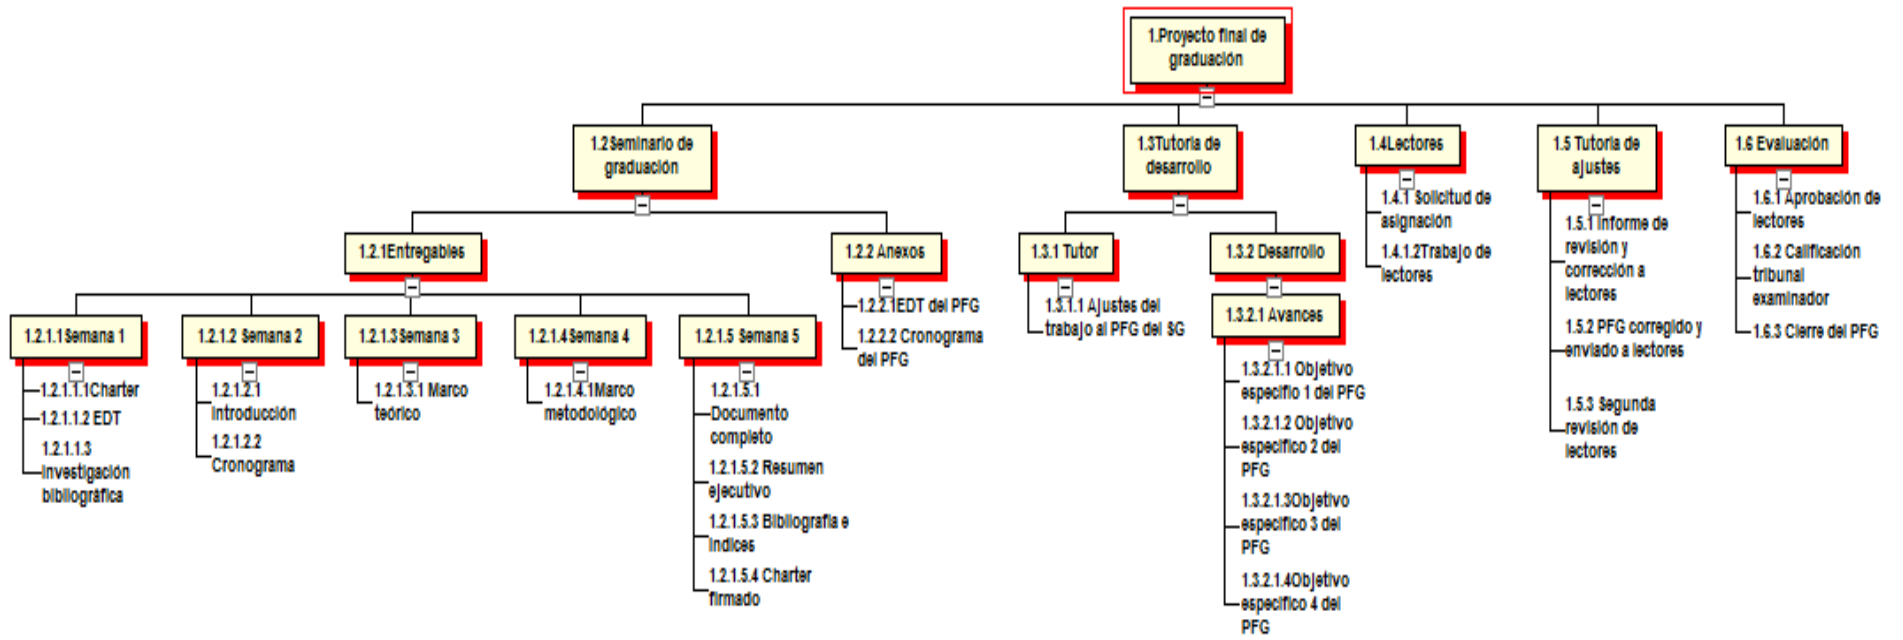 1.Proyecto final de
graduación
1.2Seminario de
graduación
1.3Tutoria de
desarrollo
1.4Lectores
1.5 Tutoria de
ajustes
1.6 Evaluación
1.2.1Entregables
1.2.2 Anexos
1.3.1 Tutor
1.3.2 Desarrollo
1.4.1 Solicitud de
asignación
1.4.1.2Trabajo de
lectores
1.5.1 Informe de
revisión y
corrección a
lectores
1.5.2 PFG corregido y
enviado a lectores
1.5.3 Segunda
revisión de
lectores
1.6.1 Aprobación de
lectores
1.6.2 Calificación
tribunal
examinador
1.6.3 Cierre del PFG
1.2.1.1Semana 1
1.2.1.2 Semana 2
1.2.1.3Semana 3
1.2.1.4Semana 4
1.2.1.5 Semana 5
1.2.2.1EDT del PFG
1.2.2.2 Cronograma
del PFG
1.3.1.1 Ajustes del
trabajo al PFG del SG
1.3.2.1 Avances
1.2.1.1.1Charter
1.2.1.1.2 EDT
1.2.1.1.3
Investigación
bibliográfica
1.2.1.2.1
Introducción
1.2.1.2.2
Cronograma
1.2.1.3.1 Marco
teórico
1.2.1.4.1Marco
metodológico
1.2.1.5.1
Documento
completo
1.2.1.5.2 Resumen
ejecutivo
1.2.1.5.3 Bibliografía e
índices
1.2.1.5.4 Charter
firmado
1.3.2.1.1 Objetivo
especifio 1 del PFG
1.3.2.1.2 Objetivo
especifico 2 del
PFG
1.3.2.1.3Objetivo
especifico 3 del
PFG
1.3.2.1.4Objetivo
especifico 4 del
PFG